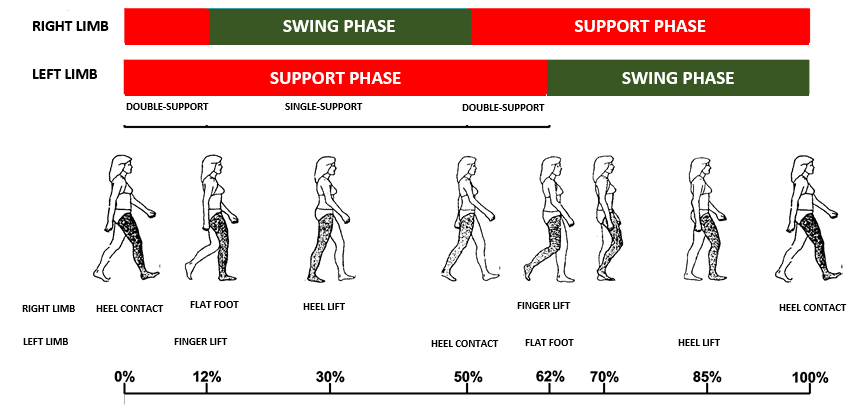 RIGHT LIMB SWING PHASE SUPPORT PHASE
LEFT LIMB SUPPORT PHASE SWING PHASE
DOUBLE-SUPPORT SINGLE-SUPPORT DOUBLE-SUPPORT
RIGHT LIMB HEEL CONTACT FLAT FOOT HEEL LIFT FINGER LIFT HEEL CONTACT
LEFT LIMB FINGER LIFT HEEL CONTACT FLAT FOOT HEEL LIFT
0% 12% 30% 50% 62% 70% 85% 100%